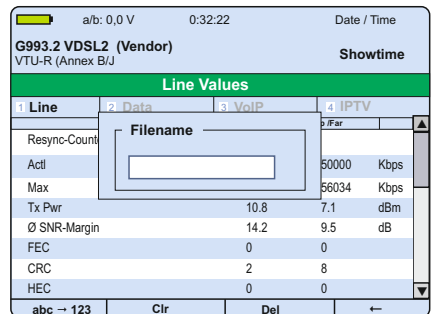 a/b: 0,0 V 0:32:22 Date / Time
G993.2 VDSL2 (Vendor)
VTU-R (Annex B/J Showtime
Line Values
1 Line 2 Data 3 VoIP 4 IPTV
/Far
Filename
Resync-Count
Actl 50000 Kbps
Max 56034 Kbps
Tx Pwr 10.8 7.1 dBm
Ø SNR-Margin 14.2 9.5 dB
FEC 0 0
CRC 2 8
HEC 0 0
abc → 123 Clr Del ←